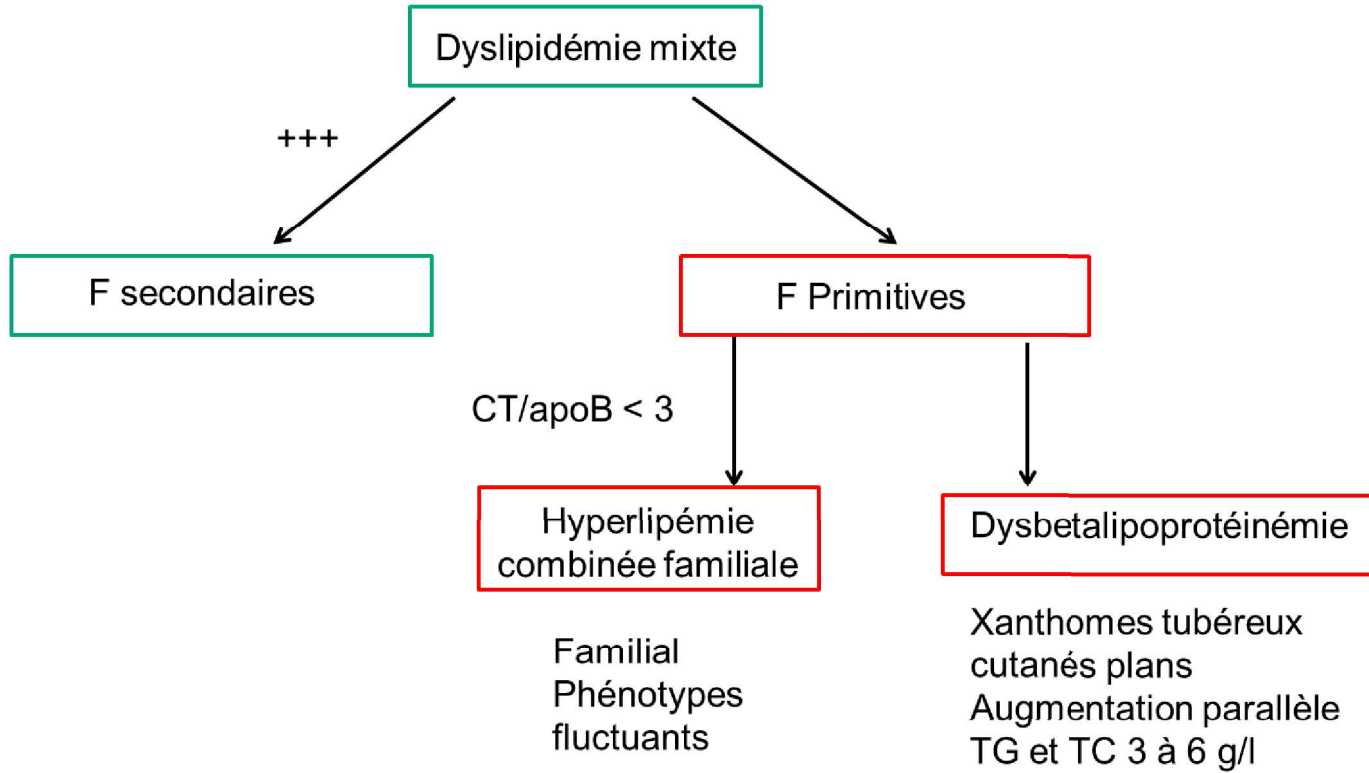 Dyslipidémie mixte
+++
F secondaires
F Primitives
CT/apoB < 3
Hyperlipémie
combinée familiale
Dysbetalipoprotéinémie
Familial
Phénotypes
fluctuants
Xanthomes tubéreux
cutanés plans
Augmentation parallèle
TG et TC 3 à 6 g/l